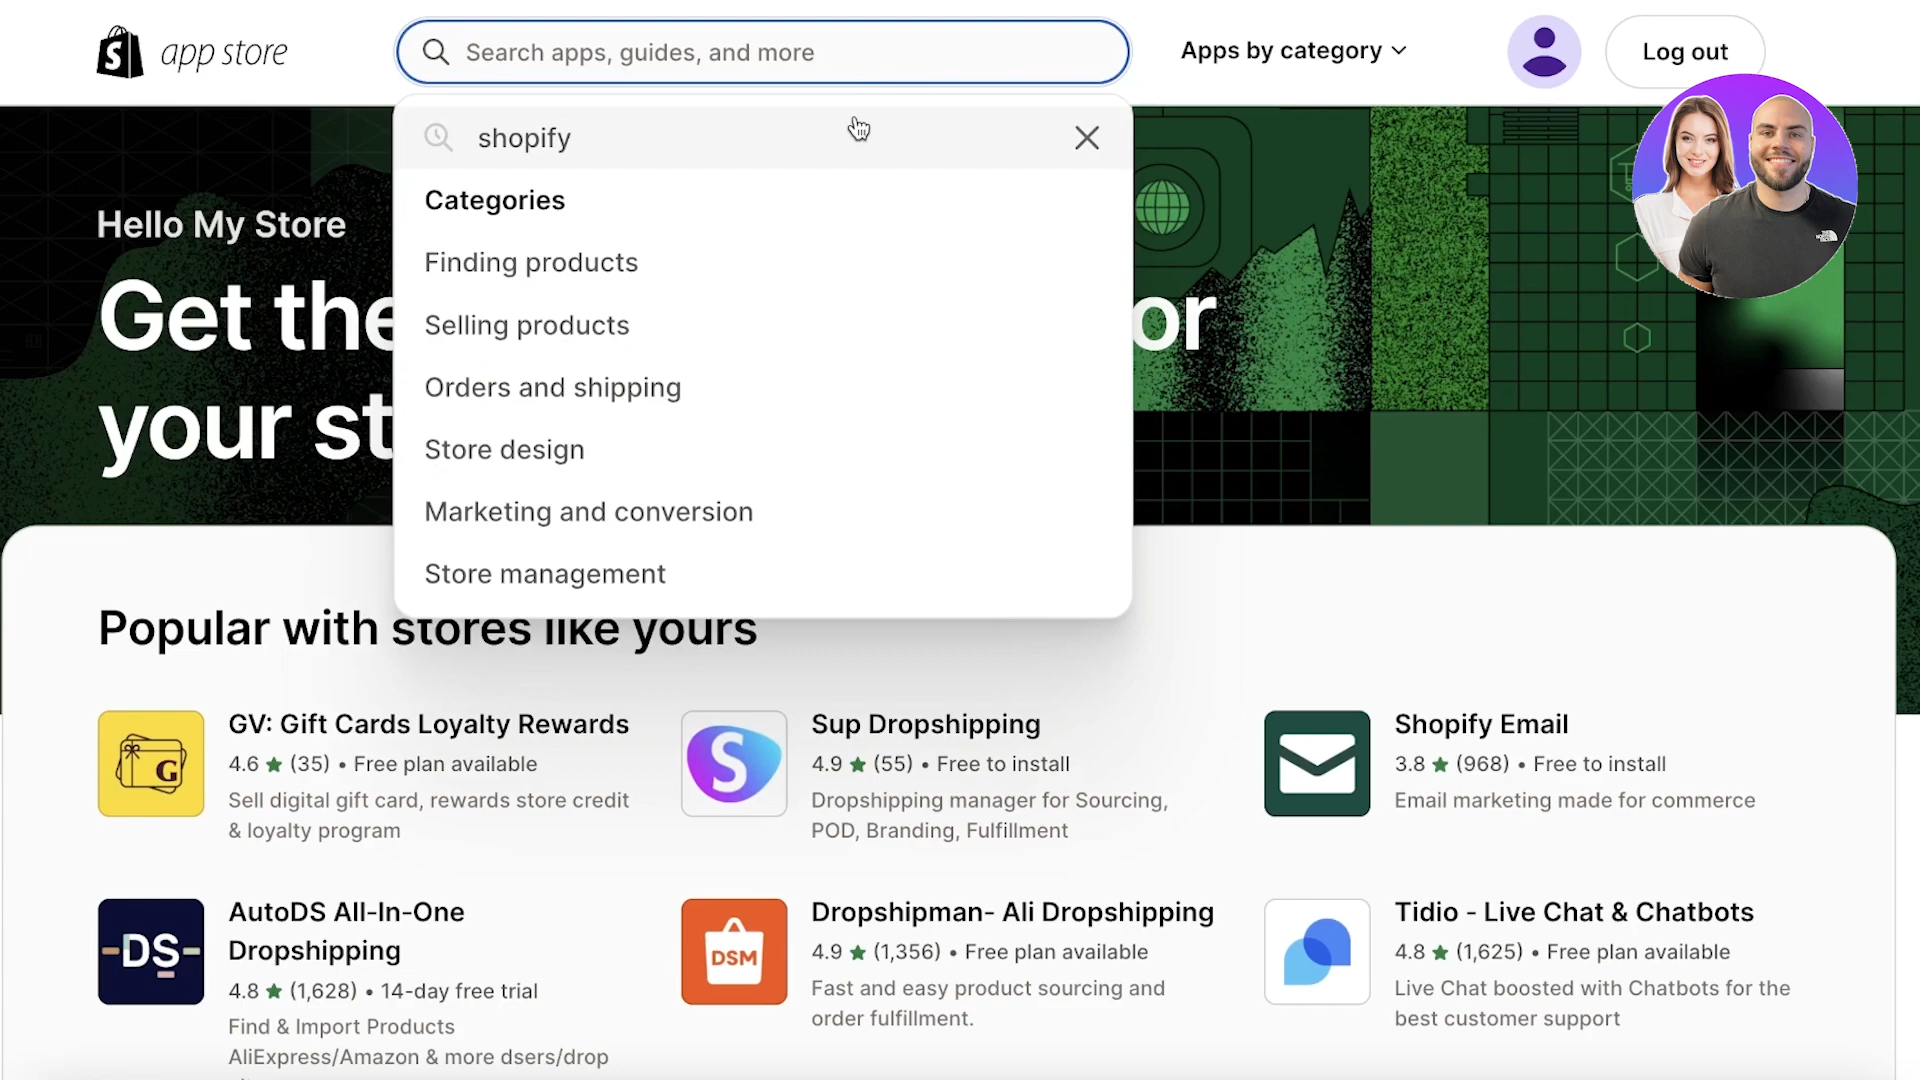 app store
Search apps, guides, and more
Apps by category
Log out
shopify
Categories
Finding products
Selling products
Orders and shipping
Store design
Marketing and conversion
Store management
Hello My Store
Get the
or
your st
Popular with stores like yours
GV: Gift Cards Loyalty Rewards
4.6 ★ (35) • Free plan available
Sell digital gift card, rewards store credit
& loyalty program
Sup Dropshipping
4.9 ★ (55) • Free to install
Dropshipping manager for Sourcing,
POD, Branding, Fulfillment
Shopify Email
3.8 ★ (968) • Free to install
Email marketing made for commerce
DS
AutoDS All-In-One
Dropshipping
4.8 ★ (1,628) • 14-day free trial
Find & Import Products
AliExpress/Amazon & more dsers/drop
DSM
Dropshipman- Ali Dropshipping
4.9 ★ (1,356) • Free plan available
Fast and easy product sourcing and
order fulfillment.
Tidio - Live Chat & Chatbots
4.8 ★ (1,625) • Free plan available
Live Chat boosted with Chatbots for the
best customer support